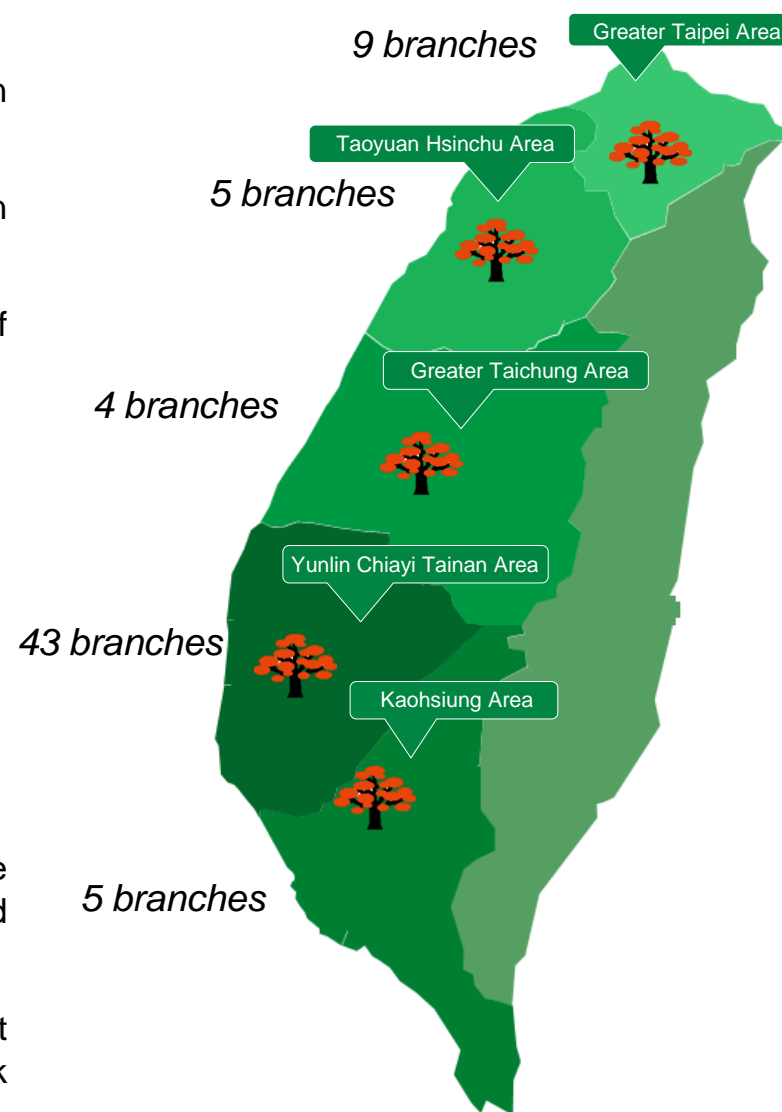 9 branches
Greater Taipei Area
n
Taoyuan Hsinchu Area
5 branches
n
f
Greater Taichung Area
4 branches
Yunlin Chiayi Tainan Area
43 branches
Kaohsiung Area
e
5 branches
d
t
k